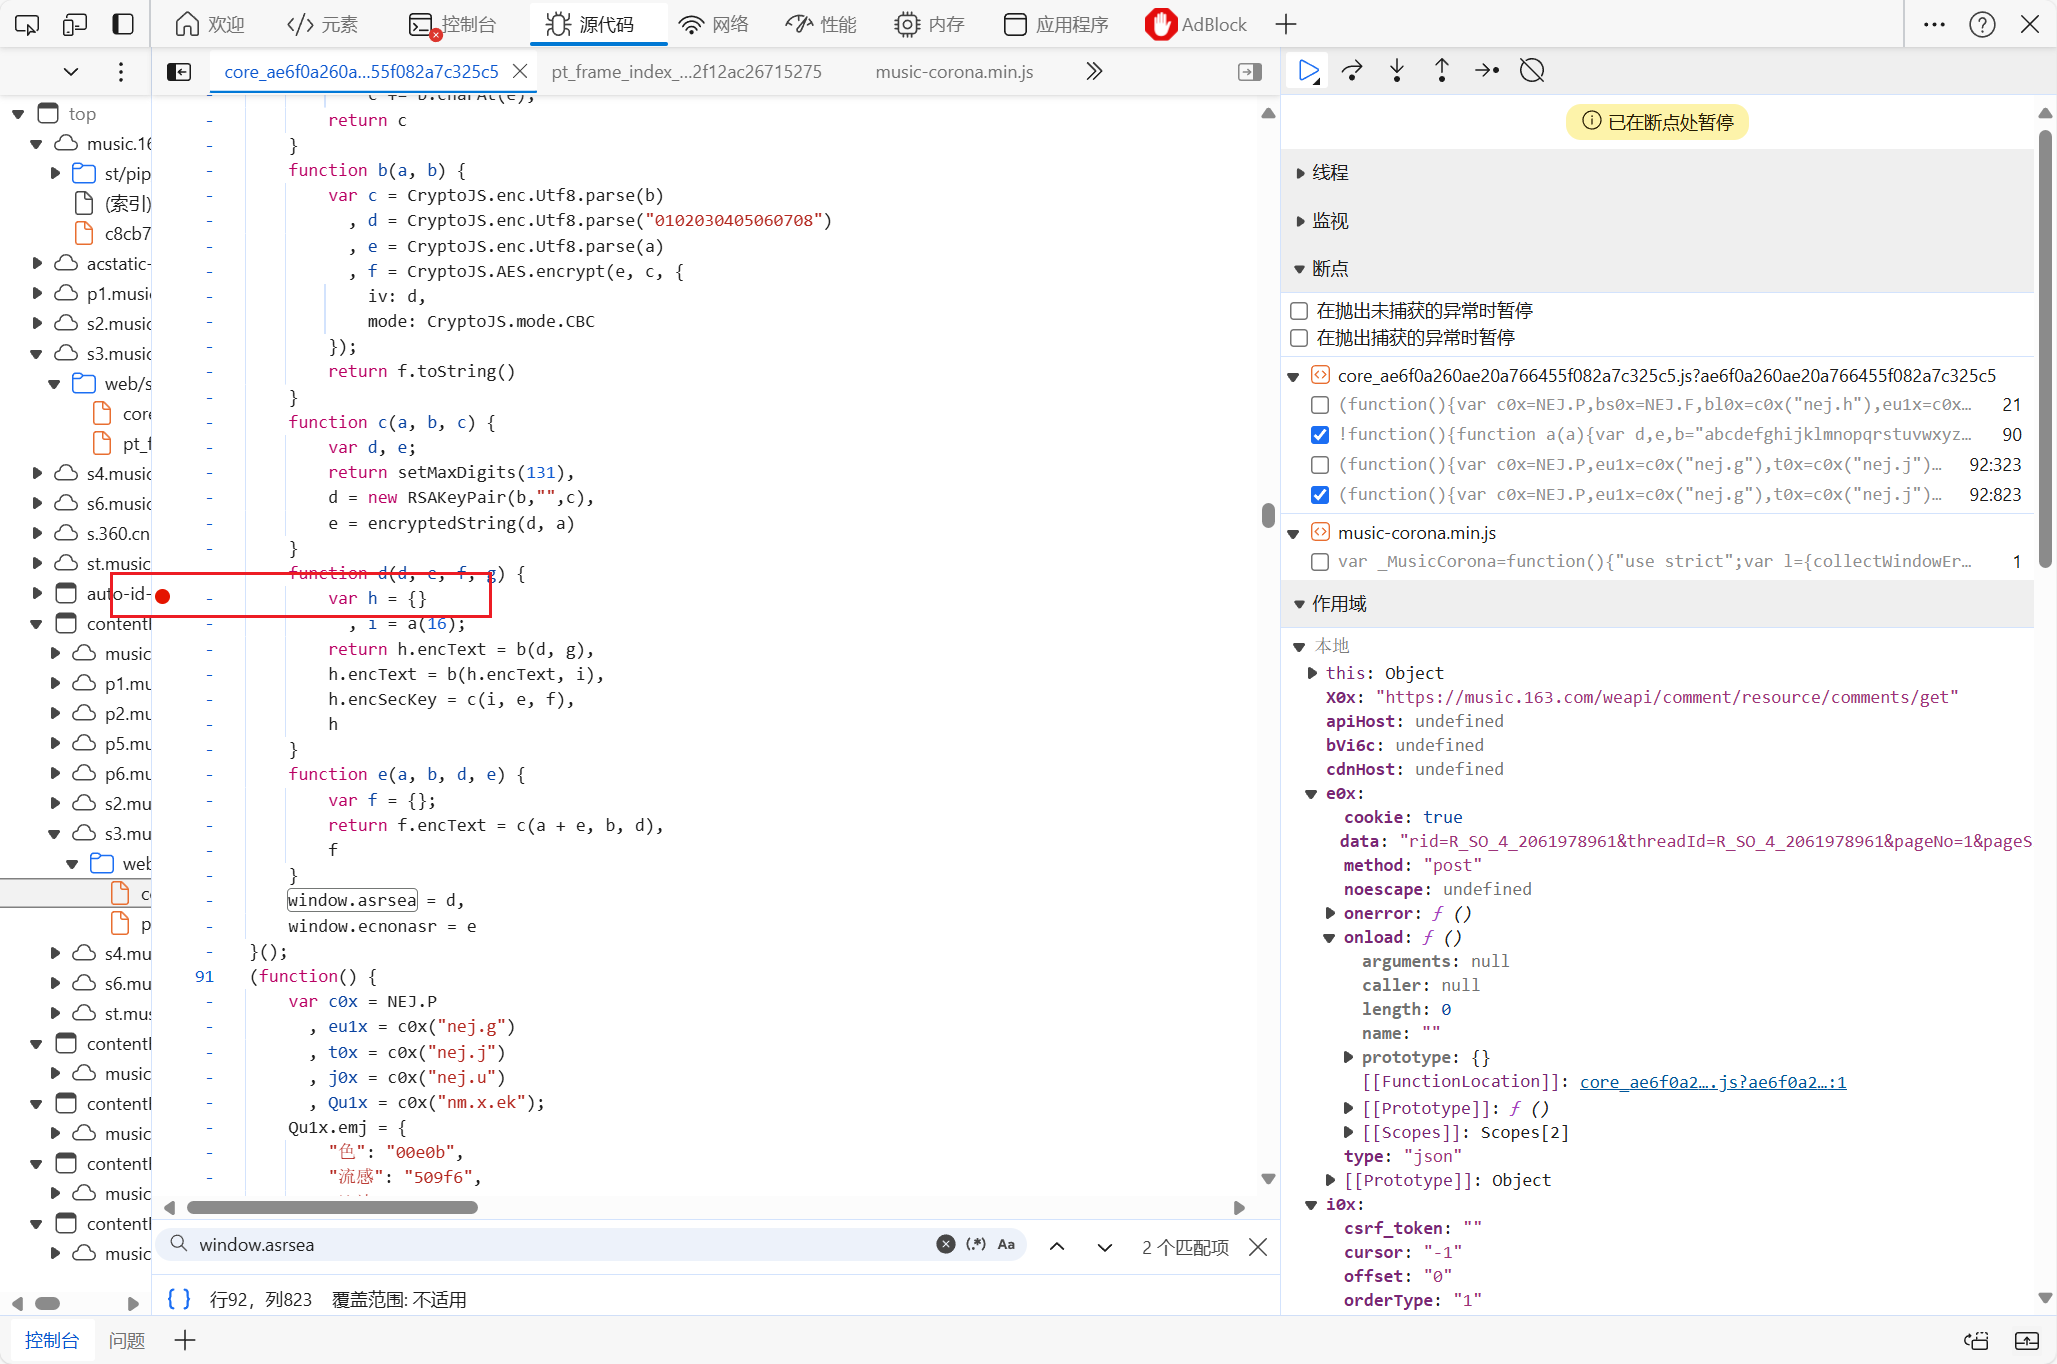 欢迎
元素
控制台
源代码
网络
性能
内存
应用程序
AdBlock
core_ae6f0a260a...55f082a7c325c5
pt_frame_index_...2f12ac26715275
music-corona.min.js
top
music.16
st/pip
(索引)
c8cb7
acstatic-
p1.music
s2.music
s3.music
web/s
core
pt_f
s4.music
s6.music
s.360.cn
st.music
auto-id-
contentF
music
p1.mu
p2.mu
p5.mu
p6.mu
s2.mu
s3.mu
web
co
p
s4.mu
s6.mu
st.mus
contentF
music
contentF
music
contentF
music
contentF
music
c += b.charAt(e);
return c
}
function b(a, b) {
var c = CryptoJS.enc.Utf8.parse(b)
, d = CryptoJS.enc.Utf8.parse("0102030405060708")
, e = CryptoJS.enc.Utf8.parse(a)
, f = CryptoJS.AES.encrypt(e, c, {
iv: d,
mode: CryptoJS.mode.CBC
});
return f.toString()
}
function c(a, b, c) {
var d, e;
return setMaxDigits(131),
d = new RSAKeyPair(b,"",c),
e = encryptedString(d, a)
}
function d(d, e, f, g) {
var h = {}
, i = a(16);
return h.encText = b(d, g),
h.encText = b(h.encText, i),
h.encSecKey = c(i, e, f),
h
}
function e(a, b, d, e) {
var f = {};
return f.encText = c(a + e, b, d),
f
}
window.asrsea = d,
window.ecnonasr = e
}();
91 (function() {
var c0x = NEJ.P
, eu1x = c0x("nej.g")
, t0x = c0x("nej.j")
, j0x = c0x("nej.u")
, Qu1x = c0x("nm.x.ek");
Qu1x.emj = {
"色": "00e0b",
"流感": "509f6",
window.asrsea
(.*)
Aa
2 个匹配项
{ } 行92，列823 覆盖范围: 不适用
已在断点处暂停
线程
监视
断点
在抛出未捕获的异常时暂停
在抛出捕获的异常时暂停
core_ae6f0a260ae20a766455f082a7c325c5.js?ae6f0a260ae20a766455f082a7c325c5
(function(){var c0x=NEJ.P,bs0x=NEJ.F,bl0x=c0x("nej.h"),eu1x=c0x… 21
!function(){function a(a){var d,e,b="abcdefghijklmnopqrstuvwxyz… 90
(function(){var c0x=NEJ.P,eu1x=c0x("nej.g"),t0x=c0x("nej.j")… 92:323
(function(){var c0x=NEJ.P,eu1x=c0x("nej.g"),t0x=c0x("nej.j")… 92:823
music-corona.min.js
var _MusicCorona=function(){"use strict";var l={collectWindowEr… 1
作用域
本地
this: Object
X0x: "https://music.163.com/weapi/comment/resource/comments/get"
apiHost: undefined
bVi6c: undefined
cdnHost: undefined
e0x:
cookie: true
data: "rid=R_SO_4_2061978961&threadId=R_SO_4_2061978961&pageNo=1&pageS
method: "post"
noescape: undefined
onerror: ƒ ()
onload: ƒ ()
arguments: null
caller: null
length: 0
name: ""
prototype: {}
[[FunctionLocation]]: core_ae6f0a2….js?ae6f0a2…:1
[[Prototype]]: ƒ ()
[[Scopes]]: Scopes[2]
type: "json"
[[Prototype]]: Object
i0x:
csrf_token: ""
cursor: "-1"
offset: "0"
orderType: "1"
控制台
问题